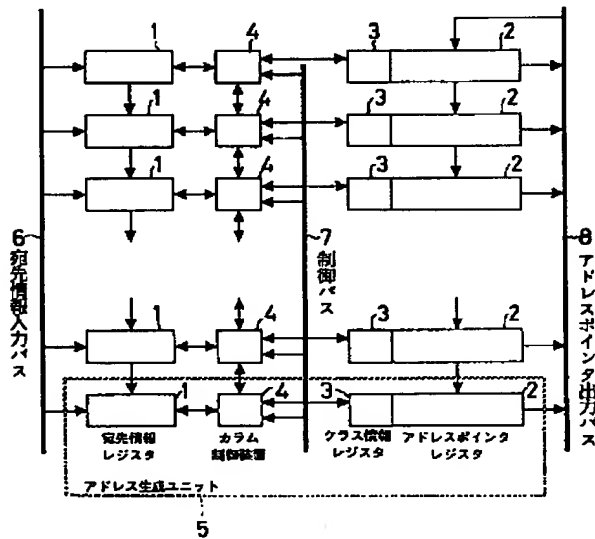 1 4 3 2
1 4 3 2
1 4 3 2
6 宛先情報入力バス
7 制御バス
8 アドレスポインタ出力バス
1 4 3 2
1 4 3 2
宛先情報
レジスタ
カラム
制御装置
クラス情報
レジスタ
アドレスポインタ
レジスタ
アドレス生成ユニット
5